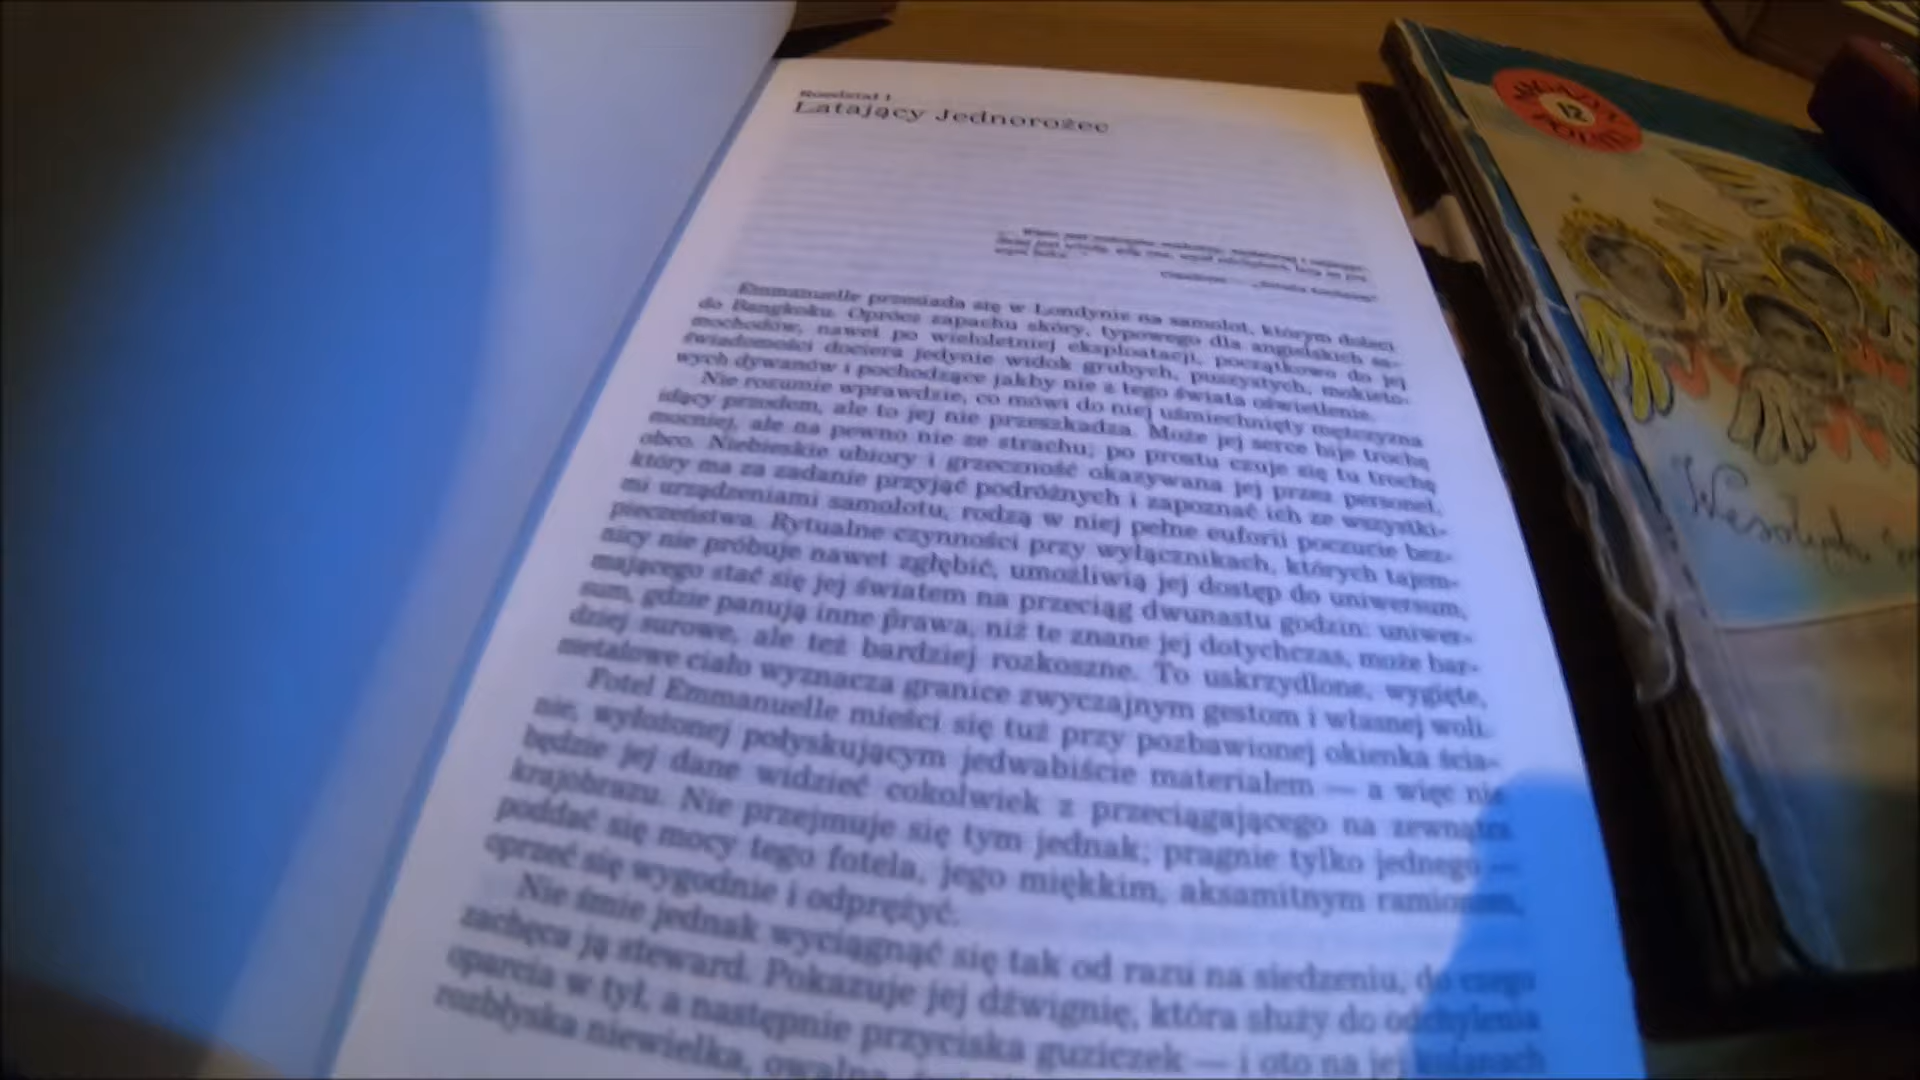 Rozdział 1
Latający Jednorożec
Emmanuelle przesiada się w Londynie na samolot, którym doleci
do Bangkoku. Oprócz zapachu skóry, typowego dla angielskich sa-
mochodów, nawet po wieloletniej eksploatacji, początkowo do jej
świadomości dociera jedynie widok grubych, puszystych, mokieto-
wych dywanów i pochodzące jakby nie z tego świata oświetlenie.
Nie rozumie wprawdzie, co mówi do niej uśmiechnięty mężczyzna
idący przodem, ale to jej nie przeszkadza. Może jej serce bije trochę
mocniej, ale na pewno nie ze strachu; po prostu czuje się tu trochę
obco. Niebieskie ubiory i grzeczność okazywana jej przez personel,
który ma za zadanie przyjąć podróżnych i zapoznać ich ze wszystki-
mi urządzeniami samolotu, rodzą w niej pełne euforii poczucie bez-
pieczeństwa. Rytualne czynności przy wyłącznikach, których tajem-
nicy nie próbuje nawet zgłębić, umożliwią jej dostęp do uniwersum,
mającego stać się jej światem na przeciąg dwunastu godzin: uniwer-
sum, gdzie panują inne prawa, niż te znane jej dotychczas, może bar-
dziej surowe, ale też bardziej rozkoszne. To uskrzydlone, wygięte,
metalowe ciało wyznacza granice zwyczajnym gestom i własnej woli.
Fotel Emmanuelle mieści się tuż przy pozbawionej okienka ścia-
nie, wyłożonej połyskującym jedwabiście materiałem — a więc nie
będzie jej dane widzieć cokolwiek z przeciągającego na zewnątrz
krajobrazu. Nie przejmuje się tym jednak; pragnie tylko jednego —
poddać się mocy tego fotela, jego miękkim, aksamitnym ramionom,
oprzeć się wygodnie i odprężyć.
Nie śmie jednak wyciągnąć się tak od razu na siedzeniu, do czego
zachęca ją steward. Pokazuje jej dźwignię, która służy do odchylenia
oparcia w tył, a następnie przyciska guziczek — i oto na jej kolanach
rozbłyska niewielka, owalna
12
Wesołych